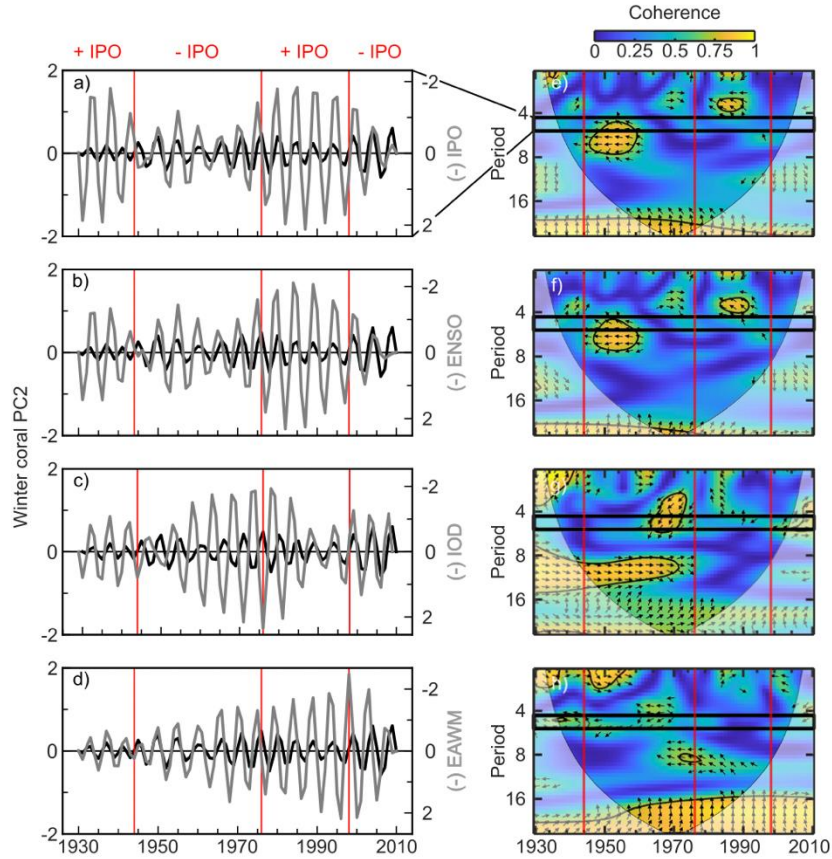 Coherence
0 0.25 0.5 0.75 1
+ IPO - IPO + IPO - IPO
a)
2
0
-2
-2
0
2
(-) IPO
e)
4
8
16
Period
b)
2
0
-2
-2
0
2
(-) ENSO
f)
4
8
16
Period
Winter coral PC2
c)
2
0
-2
-2
0
2
(-) IOD
4
8
16
Period
d)
2
0
-2
-2
0
2
(-) EAWM
h)
4
8
16
Period
1930 1950 1970 1990 2010
1930 1950 1970 1990 2010